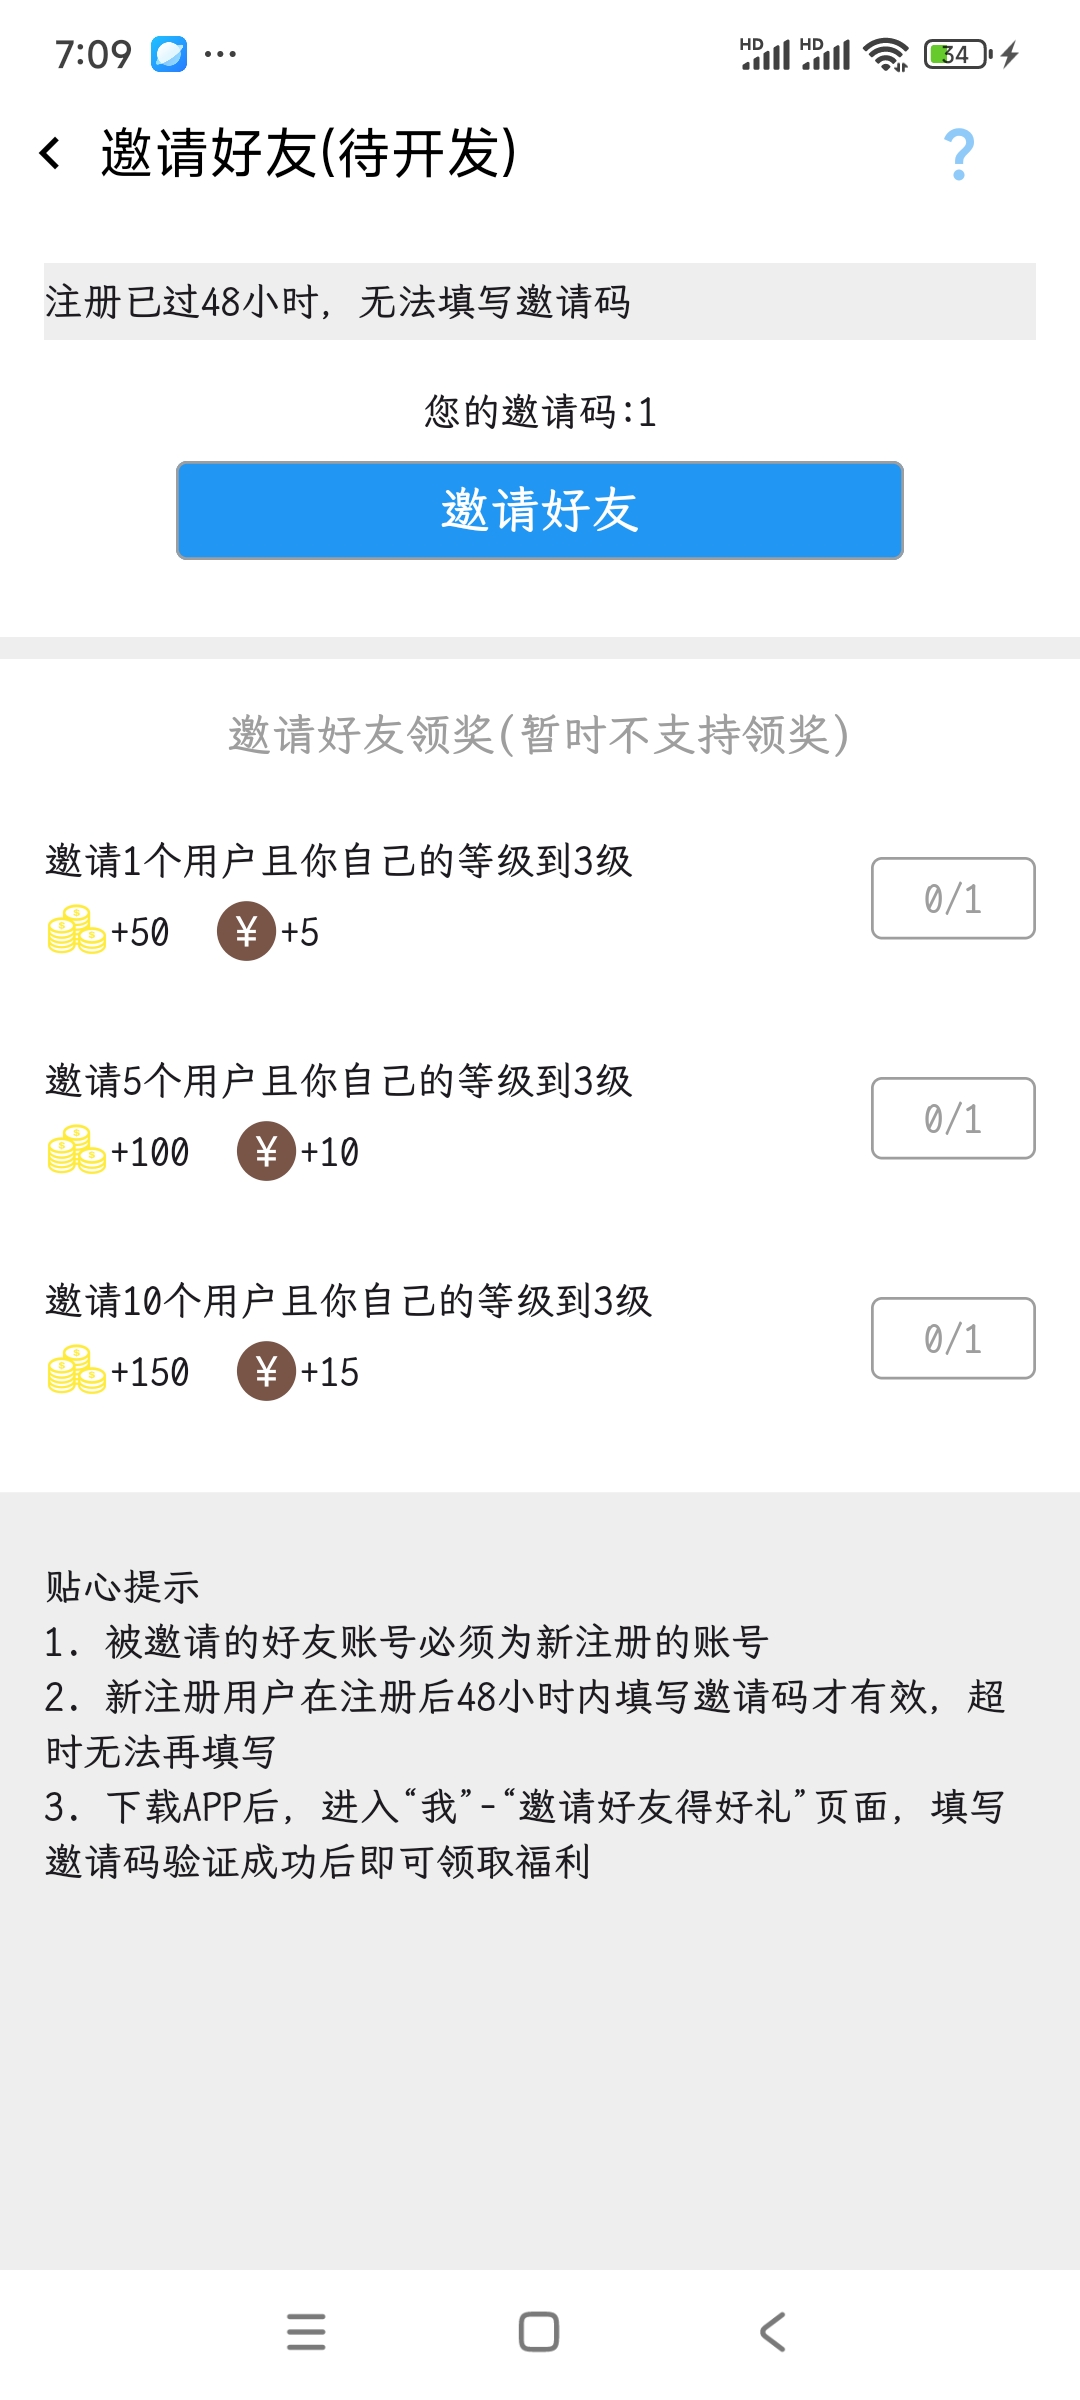 7:09
HD HD 34
邀请好友(待开发)
?
注册已过48小时，无法填写邀请码
您的邀请码:1
邀请好友
邀请好友领奖(暂时不支持领奖)
邀请1个用户且你自己的等级到3级
+50 ¥ +5
0/1
邀请5个用户且你自己的等级到3级
+100 ¥ +10
0/1
邀请10个用户且你自己的等级到3级
+150 ¥ +15
0/1
贴心提示
1. 被邀请的好友账号必须为新注册的账号
2. 新注册用户在注册后48小时内填写邀请码才有效，超
时无法再填写
3. 下载APP后，进入“我”-“邀请好友得好礼”页面，填写
邀请码验证成功后即可领取福利